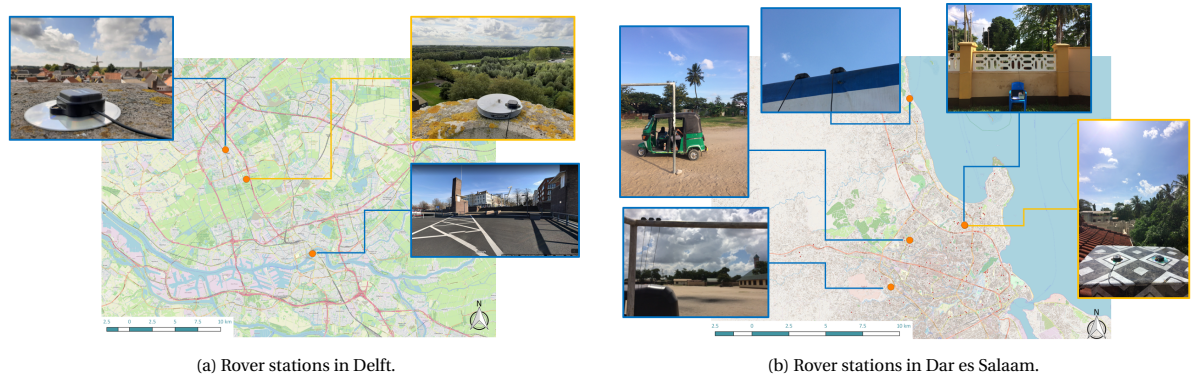 N
2.5 0 2.5 5 7.5 10 km
N
2.5 0 2.5 5 7.5 10 km
(a) Rover stations in Delft.
(b) Rover stations in Dar es Salaam.